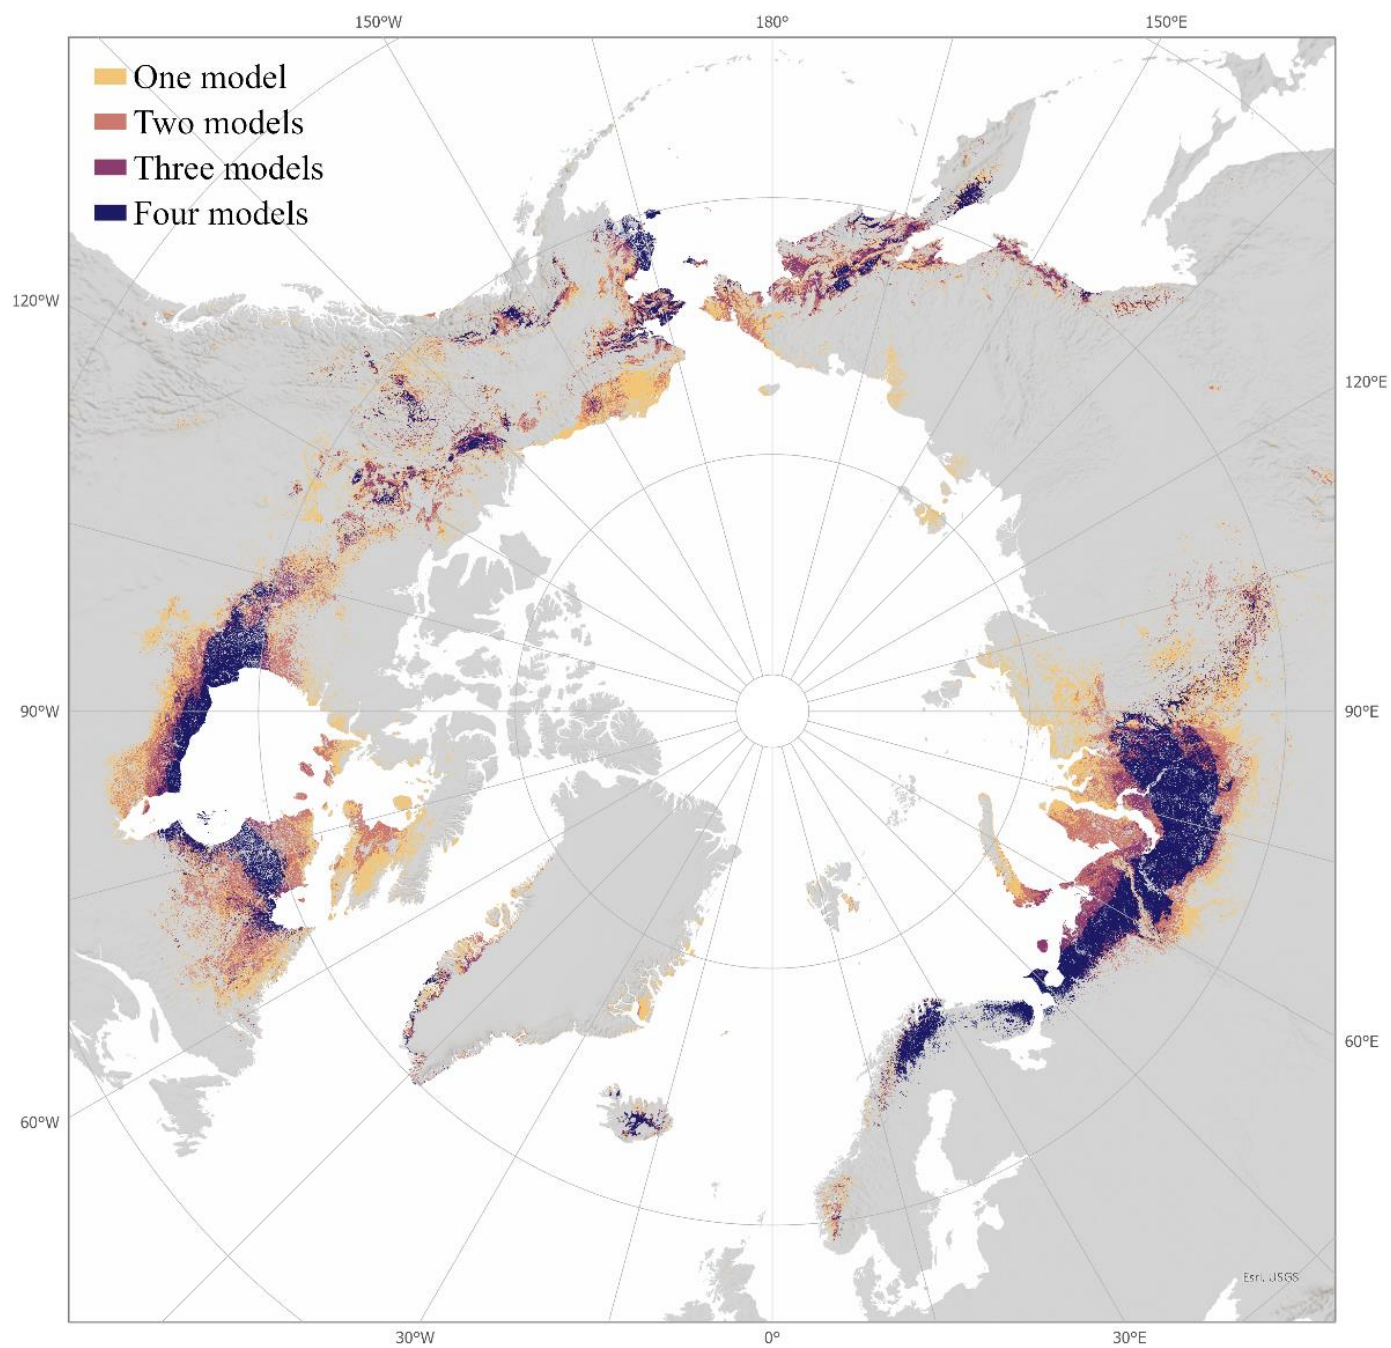 150°W 180° 150°E
One model
Two models
Three models
Four models
120°W
120°E
90°W
90°E
60°E
60°W
Esri, USGS
30°W 0° 30°E